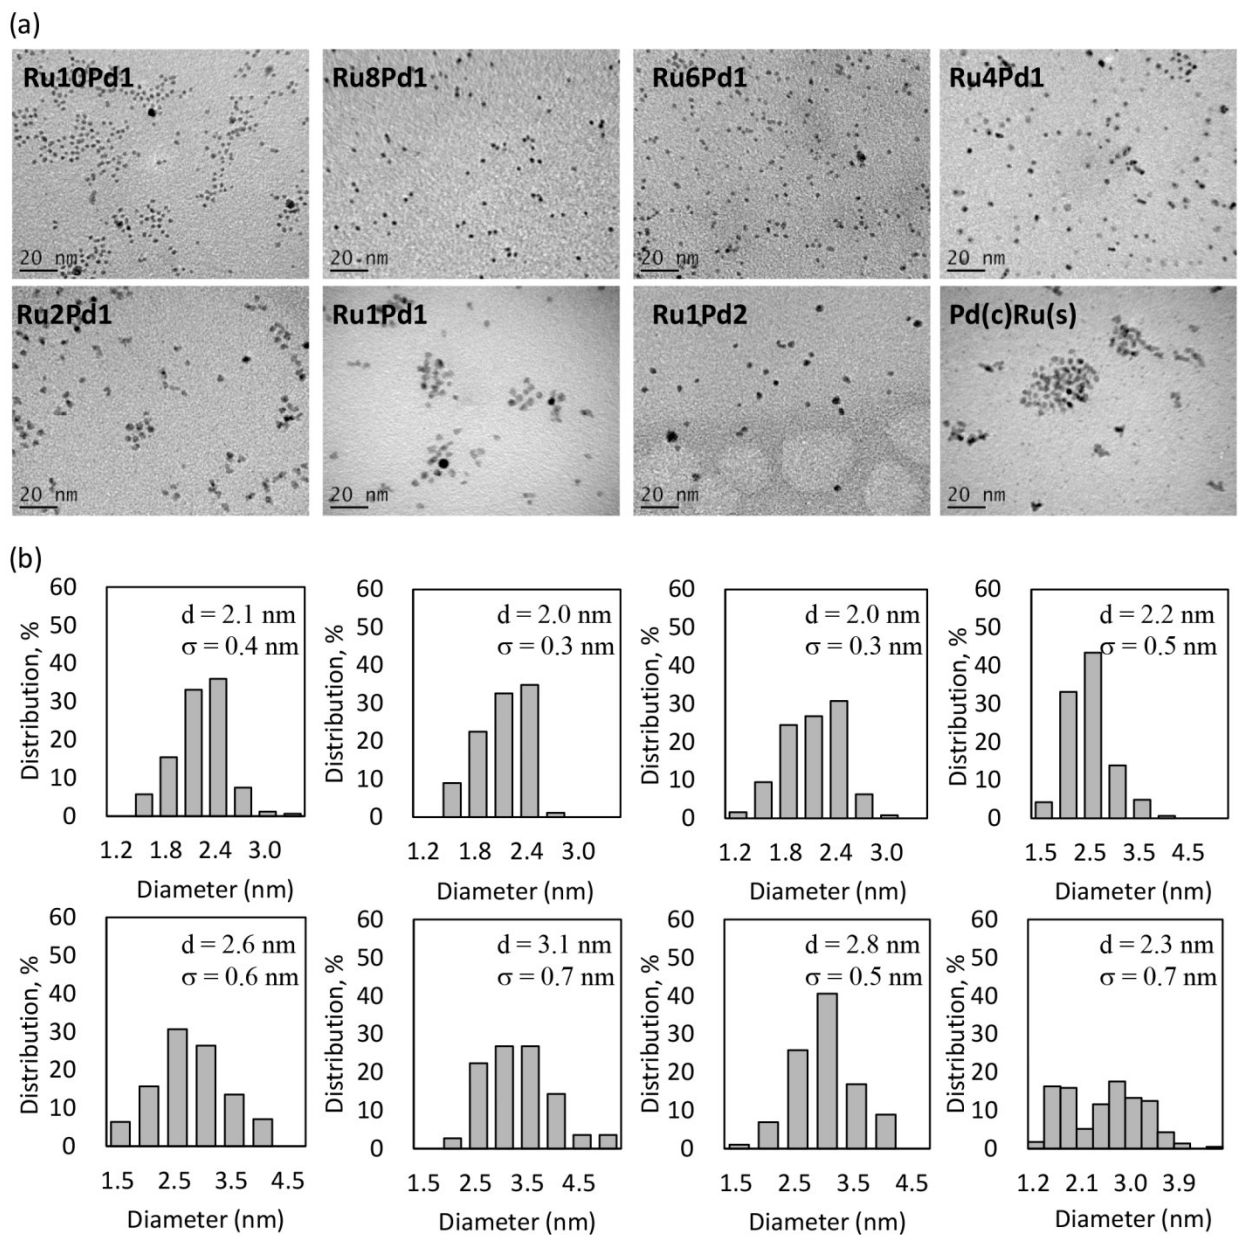 (a)
Ru10Pd1 Ru8Pd1 Ru6Pd1 Ru4Pd1
20 nm 20 nm 20 nm 20 nm
Ru2Pd1 Ru1Pd1 Ru1Pd2 Pd(c)Ru(s)
20 nm 20 nm 20 nm 20 nm
(b)
Distribution, %
60
50
40
30
20
10
0
d = 2.1 nm
σ = 0.4 nm
1.2 1.8 2.4 3.0
Diameter (nm)
Distribution, %
60
50
40
30
20
10
0
d = 2.0 nm
σ = 0.3 nm
1.2 1.8 2.4 3.0
Diameter (nm)
Distribution, %
60
50
40
30
20
10
0
d = 2.0 nm
σ = 0.3 nm
1.2 1.8 2.4 3.0
Diameter (nm)
Distribution, %
60
50
40
30
20
10
0
d = 2.2 nm
σ = 0.5 nm
1.5 2.5 3.5 4.5
Diameter (nm)
Distribution, %
60
50
40
30
20
10
0
d = 2.6 nm
σ = 0.6 nm
1.5 2.5 3.5 4.5
Diameter (nm)
Distribution, %
60
50
40
30
20
10
0
d = 3.1 nm
σ = 0.7 nm
1.5 2.5 3.5 4.5
Diameter (nm)
Distribution, %
60
50
40
30
20
10
0
d = 2.8 nm
σ = 0.5 nm
1.5 2.5 3.5 4.5
Diameter (nm)
Distribution, %
60
50
40
30
20
10
0
d = 2.3 nm
σ = 0.7 nm
1.2 2.1 3.0 3.9
Diameter (nm)